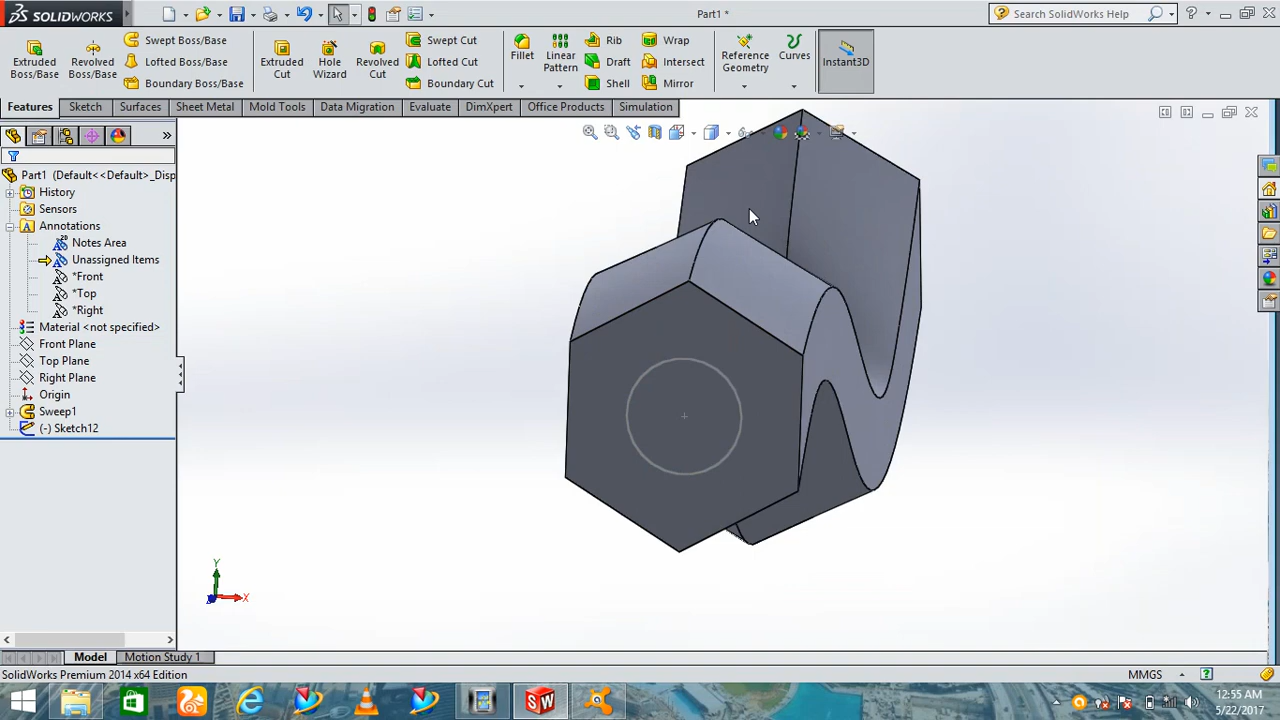 SOLIDWORKS
Part1 *
Search SolidWorks Help
Extruded Boss/Base
Revolved Boss/Base
Swept Boss/Base
Lofted Boss/Base
Boundary Boss/Base
Extruded Cut
Hole Wizard
Revolved Cut
Swept Cut
Lofted Cut
Boundary Cut
Fillet
Linear Pattern
Rib
Draft
Shell
Wrap
Intersect
Mirror
Reference Geometry
Curves
Instant3D
Features
Sketch
Surfaces
Sheet Metal
Mold Tools
Data Migration
Evaluate
DimXpert
Office Products
Simulation
Part1 (Default<<Default>_Disp
History
Sensors
Annotations
Notes Area
Unassigned Items
*Front
*Top
*Right
Material <not specified>
Front Plane
Top Plane
Right Plane
Origin
Sweep1
(-) Sketch12
Y
X
Model
Motion Study 1
SolidWorks Premium 2014 x64 Edition
MMGS
12:55 AM
5/22/2017